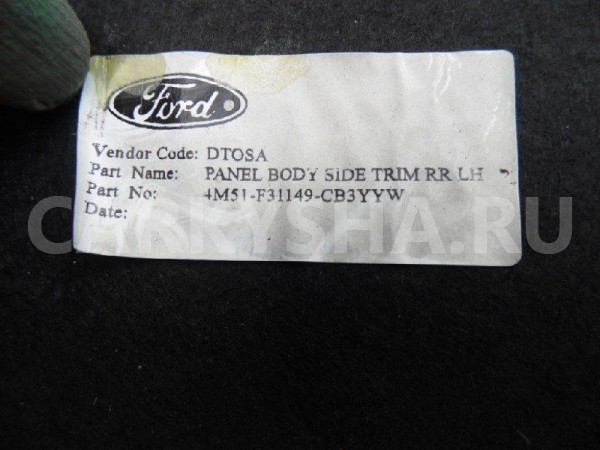 Ford
Vendor Code: DTOSA
Part Name: PANEL BODY SIDE TRIM RR LH
Part No: 4M51-F31149-CB3YYW
Date:
CARRYSHA.RU